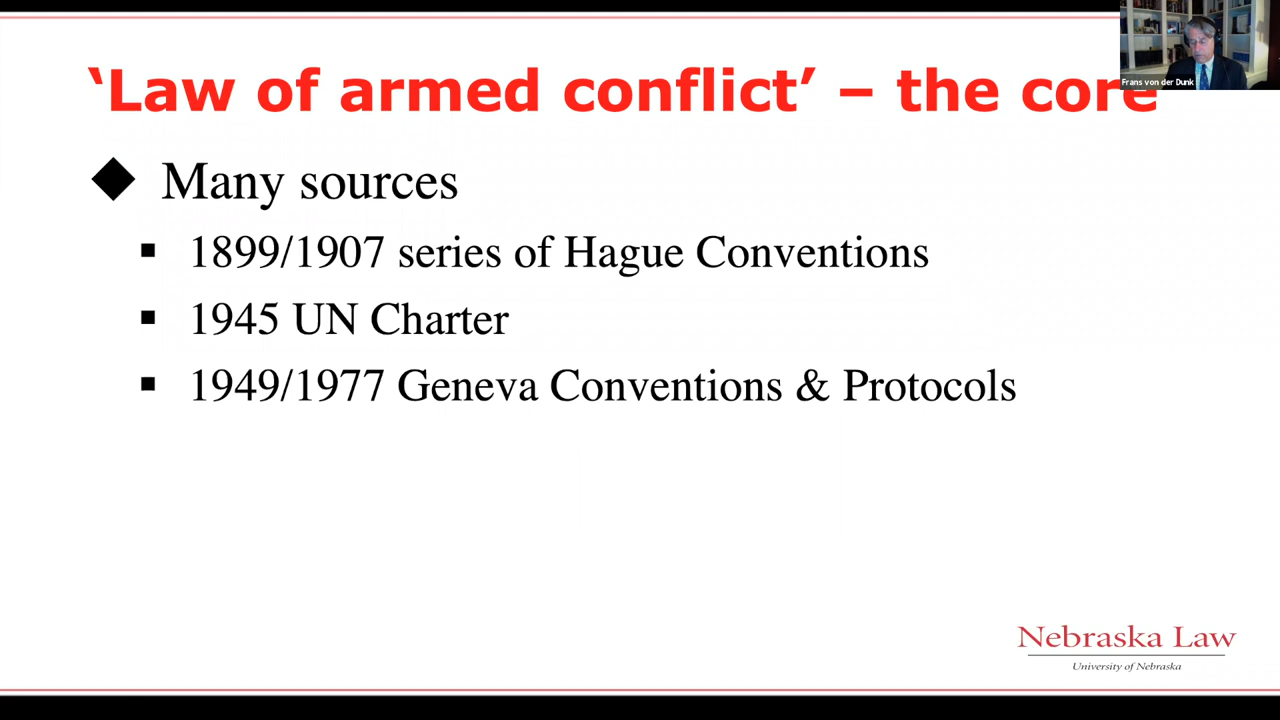 ‘Law of armed conflict’ – the core
Frans von der Dunk
◆ Many sources
▪ 1899/1907 series of Hague Conventions
▪ 1945 UN Charter
▪ 1949/1977 Geneva Conventions & Protocols
Nebraska Law
University of Nebraska